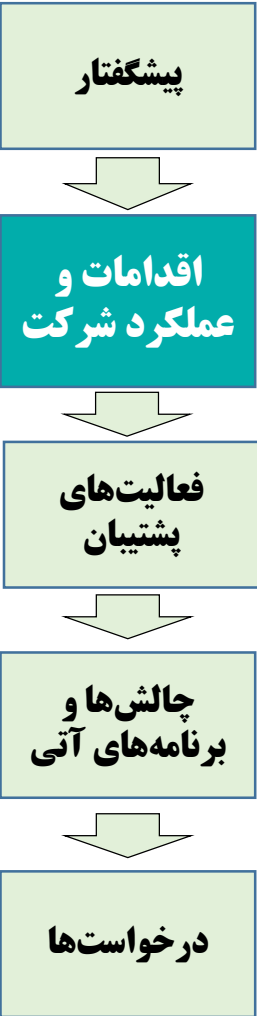 پیشگفتار
اقدامات و
عملکرد شرکت
فعالیت‌های
پشتیبان
چالش‌ها و
برنامه‌های آتی
درخواست‌ها